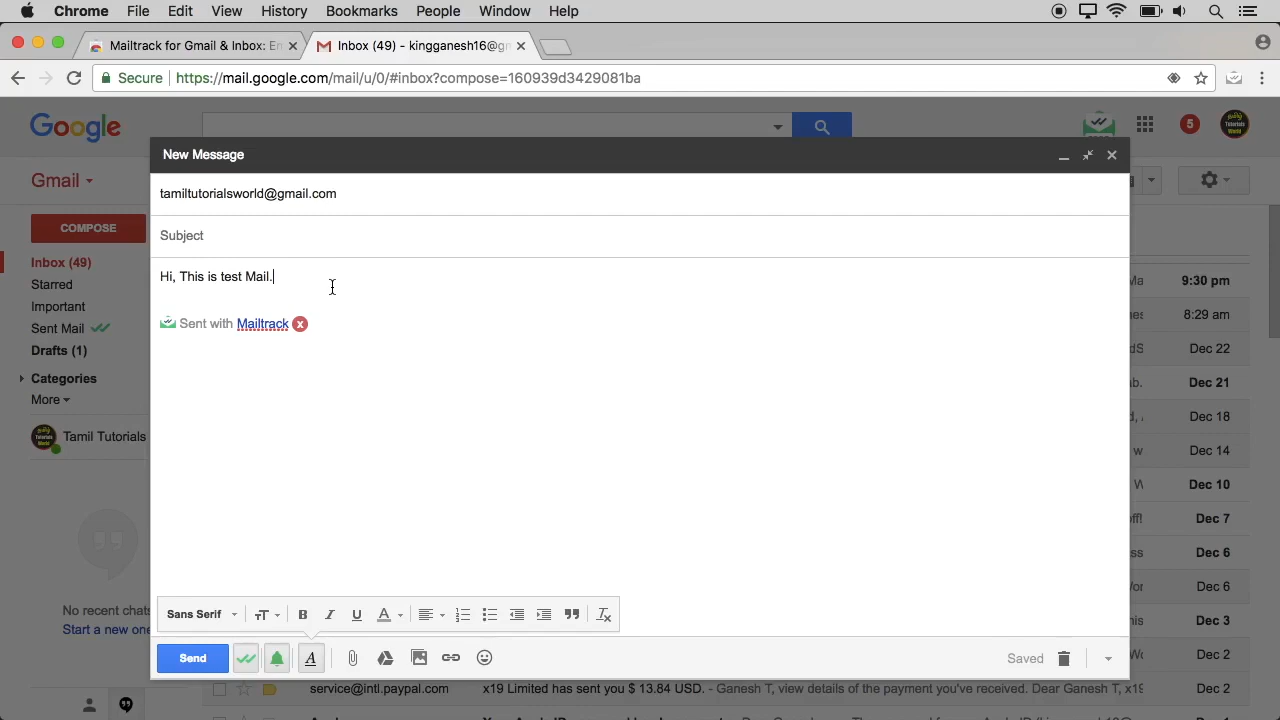 Chrome File Edit View History Bookmarks People Window Help
Mailtrack for Gmail & Inbox: Em
Inbox (49) - kingganesh16@gm
Secure https://mail.google.com/mail/u/0/#inbox?compose=160939d3429081ba
Google
5
New Message
Gmail
tamiltutorialsworld@gmail.com
COMPOSE
Subject
Inbox (49)
Hi, This is test Mail.
9:30 pm
Starred
Important
8:29 am
Sent Mail
Sent with Mailtrack x
Drafts (1)
Dec 22
Categories
Dec 21
More
Dec 18
Tamil Tutorials
Dec 14
Dec 10
Dec 7
Dec 6
Dec 6
No recent chats
Sans Serif
Start a new one
Dec 3
Send
Saved
Dec 2
service@intl.paypal.com x19 Limited has sent you $ 13.84 USD. - Ganesh T, view details of the payment you've received. Dear Ganesh T, x19
Dec 2